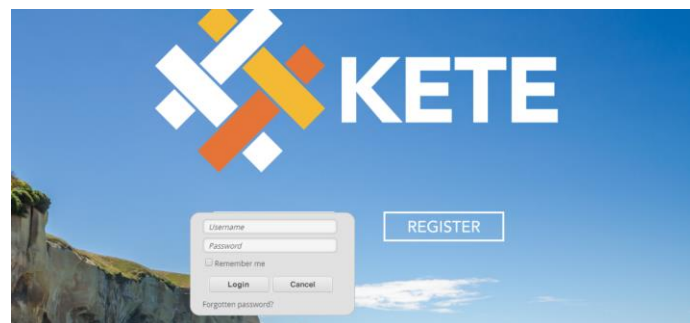 KETE
REGISTER
Username
Password
Remember me
Login Cancel
Forgotten password?